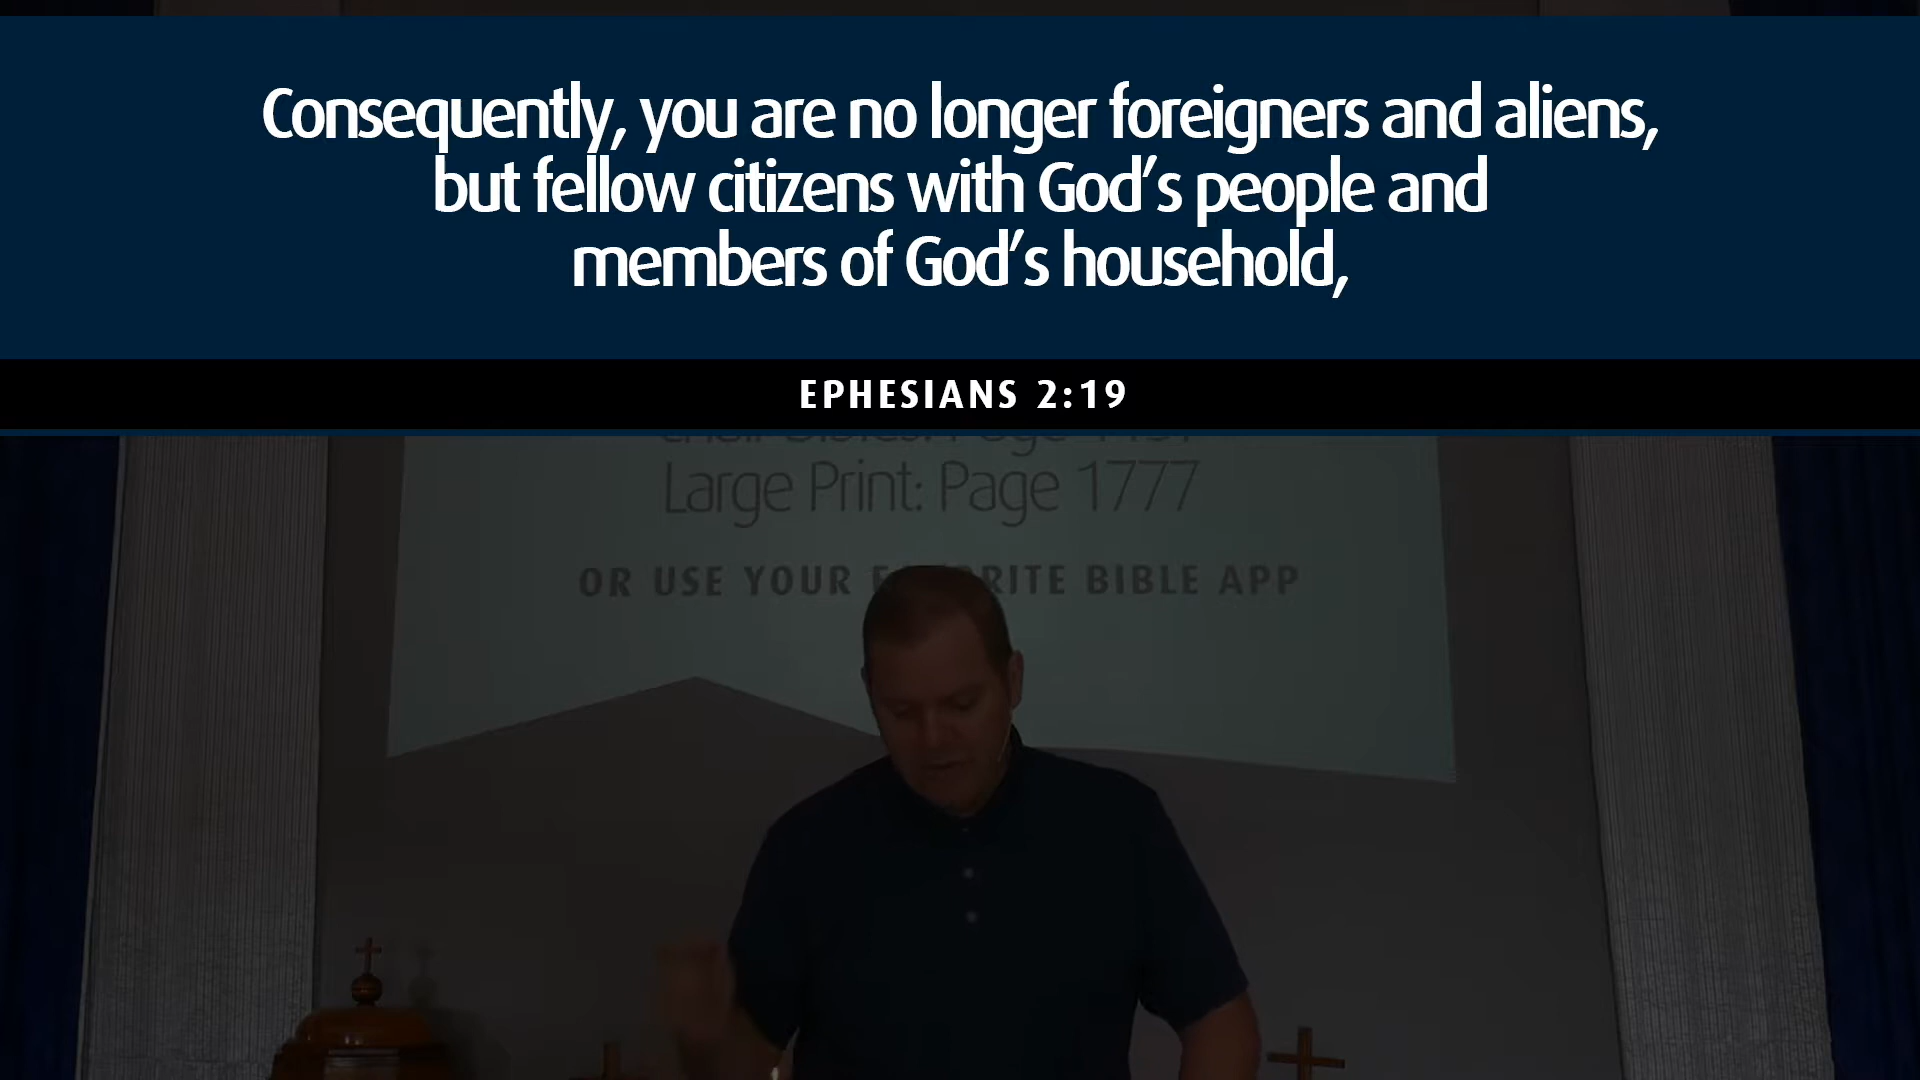 Consequently, you are no longer foreigners and aliens,
but fellow citizens with God's people and
members of God's household,
EPHESIANS 2:19
Large Print: Page 1777
OR USE YOUR RITE BIBLE APP